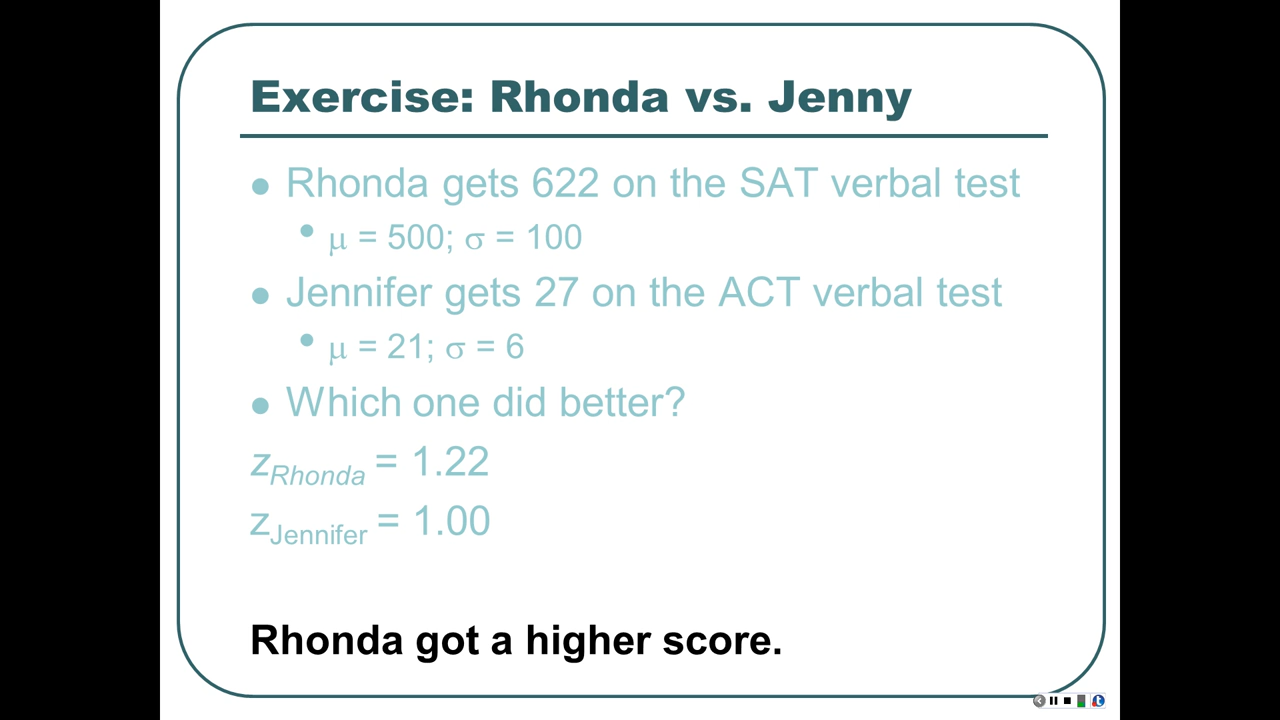 Exercise: Rhonda vs. Jenny
● Rhonda gets 622 on the SAT verbal test
• μ = 500; σ = 100
● Jennifer gets 27 on the ACT verbal test
• μ = 21; σ = 6
● Which one did better?
zRhonda = 1.22
zJennifer = 1.00
Rhonda got a higher score.